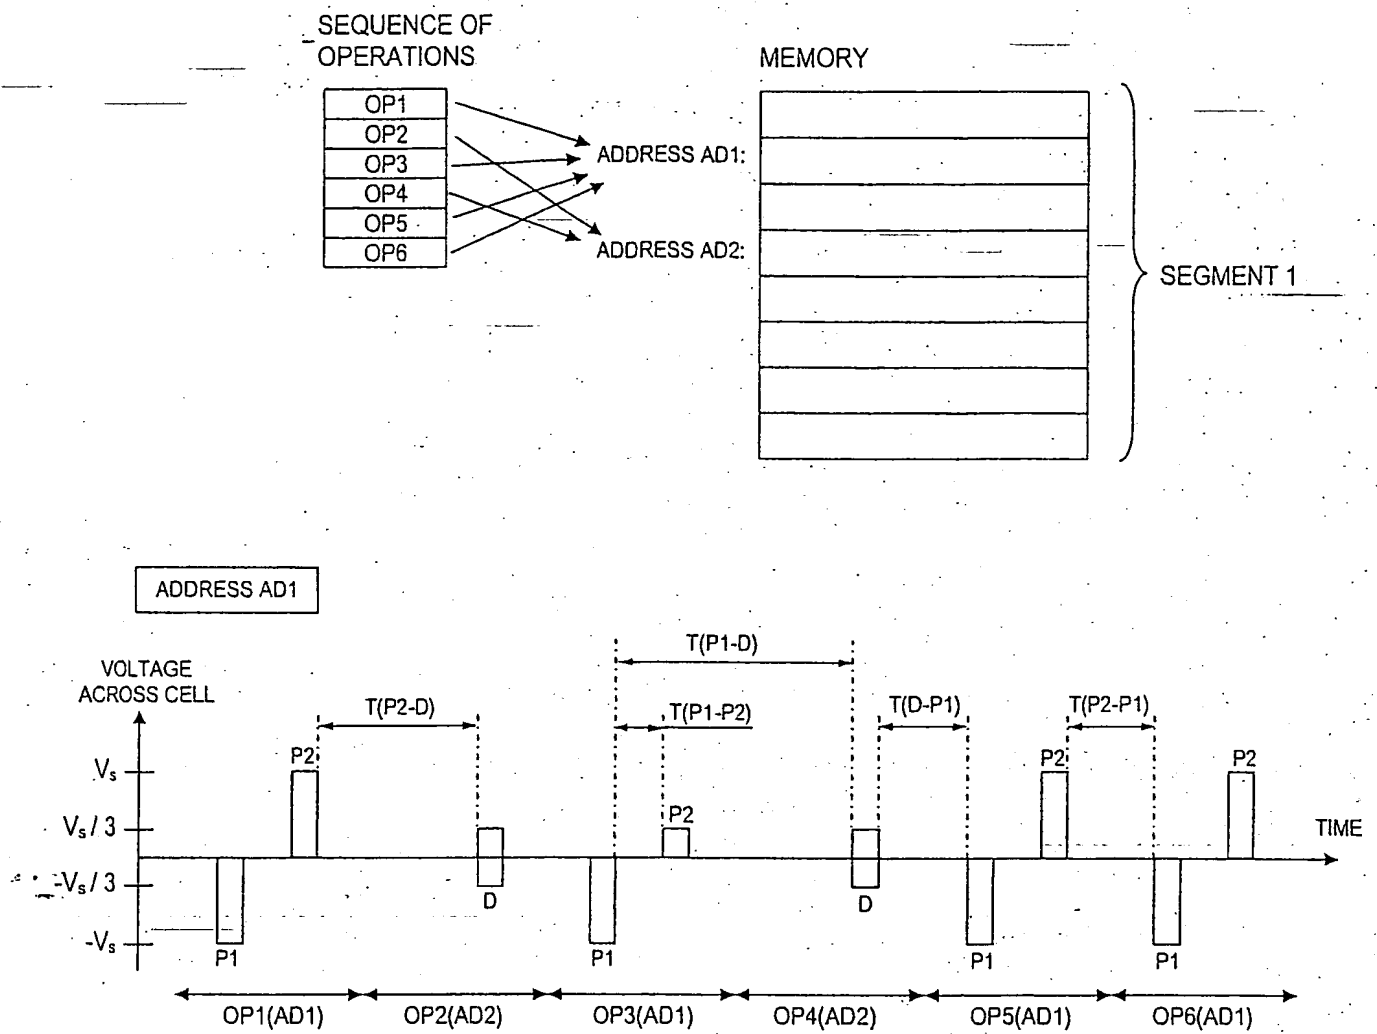 SEQUENCE OF
OPERATIONS
MEMORY
OP1
OP2
OP3
OP4
OP5
OP6
ADDRESS AD1:
ADDRESS AD2:
SEGMENT 1
ADDRESS AD1
VOLTAGE
ACROSS CELL
T(P1-D)
T(P2-D)
T(P1-P2)
T(D-P1)
T(P2-P1)
Vs
Vs / 3
-Vs / 3
-Vs
P2
P1
D
P2
P1
D
P2
P1
P2
P1
TIME
OP1(AD1)
OP2(AD2)
OP3(AD1)
OP4(AD2)
OP5(AD1)
OP6(AD1)